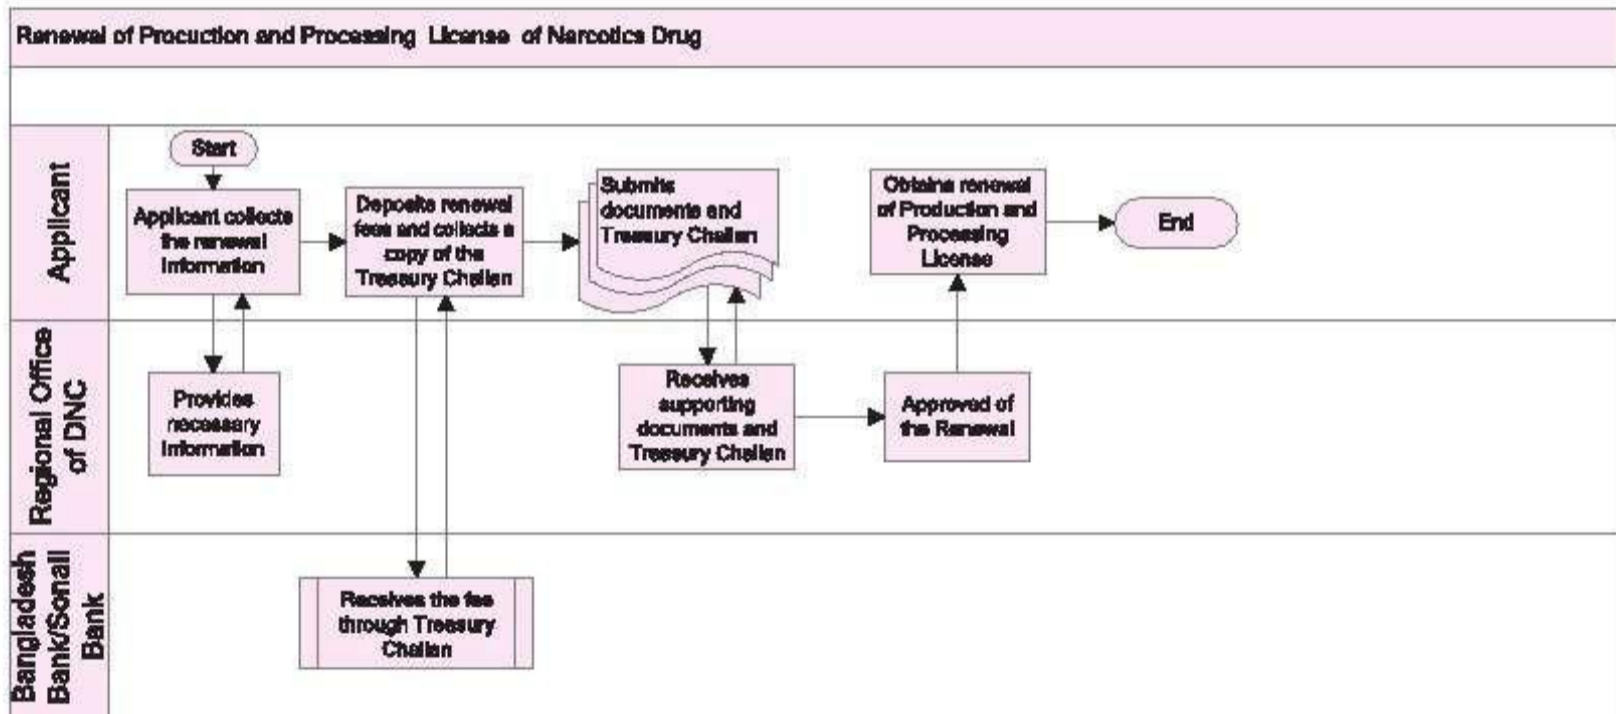 Renewal of Procuction and Processing License of Narcotics Drug
Applicant
Start
Applicant collects
the renewal
Information
Deposits renewal
fees and collects a
copy of the
Treasury Challan
Submits
documents and
Treasury Challan
Obtains renewal
of Production and
Processing
License
End
Regional Office
of DNC
Provides
necessary
Information
Receives
supporting
documents and
Treasury Challan
Approved of
the Renewal
Bangladesh
Bank/Sonali
Bank
Receives the fee
through Treasury
Challan